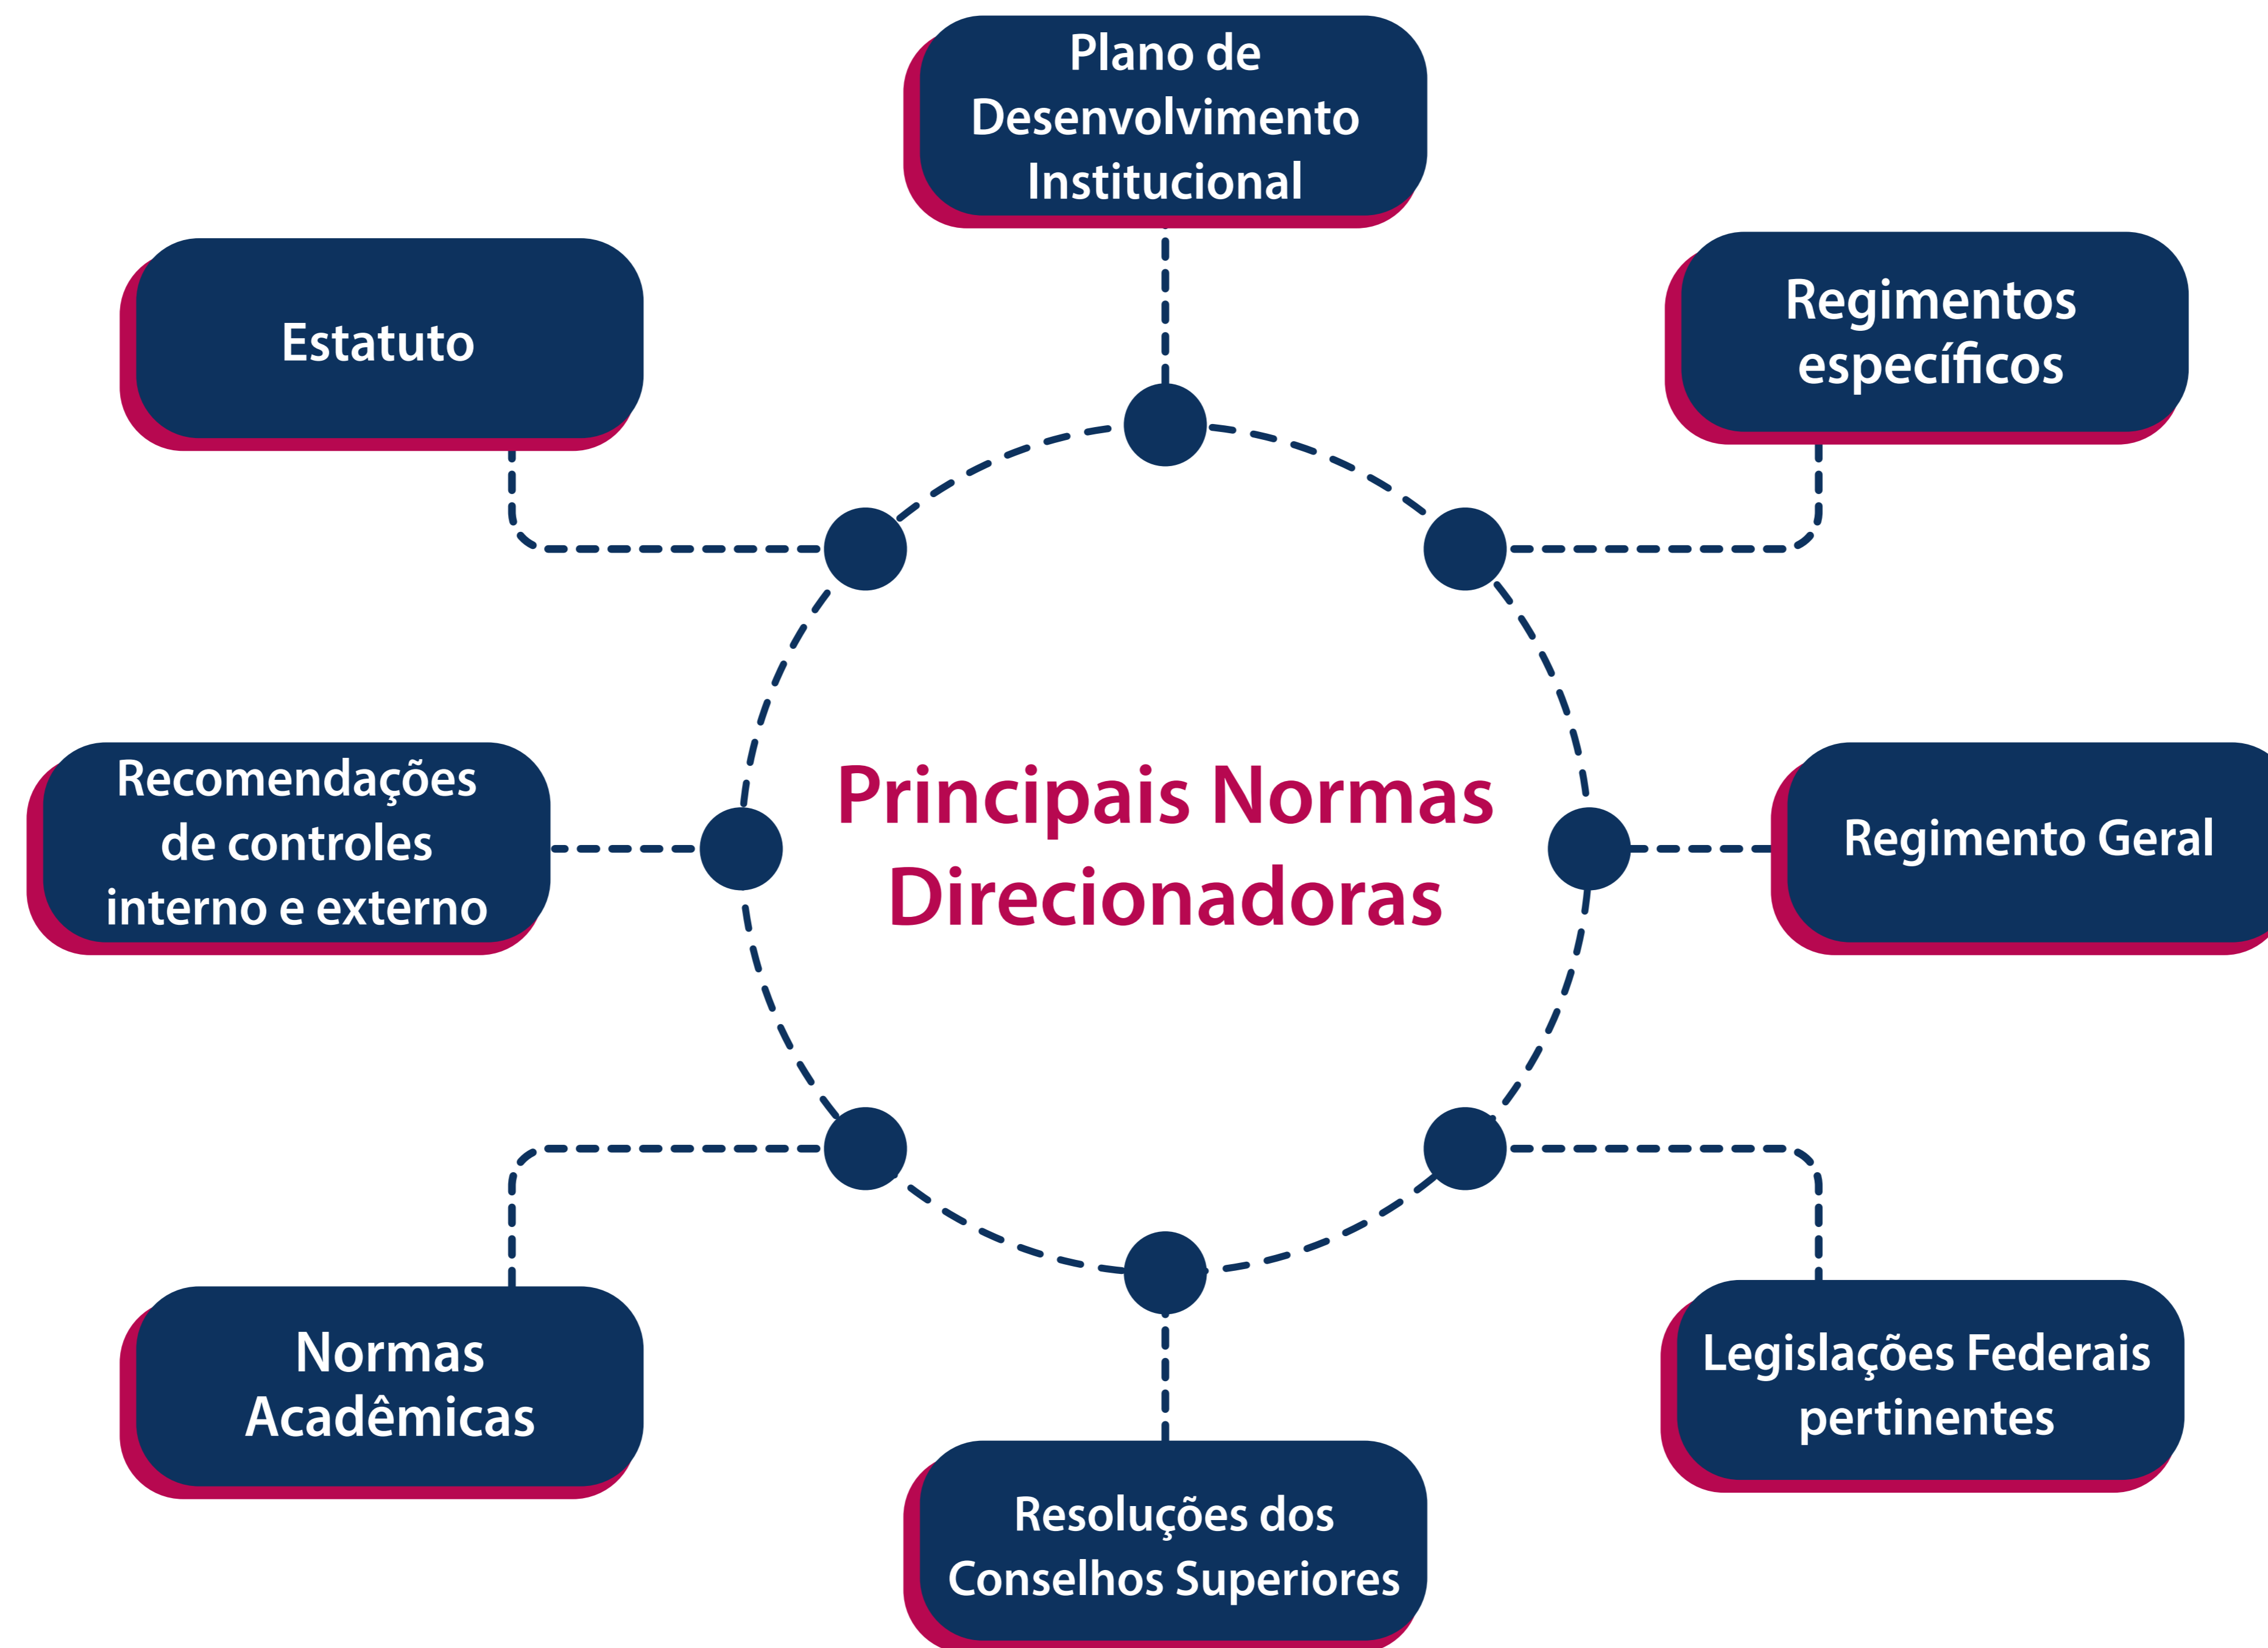 Plano de
Desenvolvimento
Institucional
Estatuto
Regimentos
específicos
Recomendações
de controles
interno e externo
Principais Normas
Direcionadoras
Regimento Geral
Normas
Acadêmicas
Legislações Federais
pertinentes
Resoluções dos
Conselhos Superiores